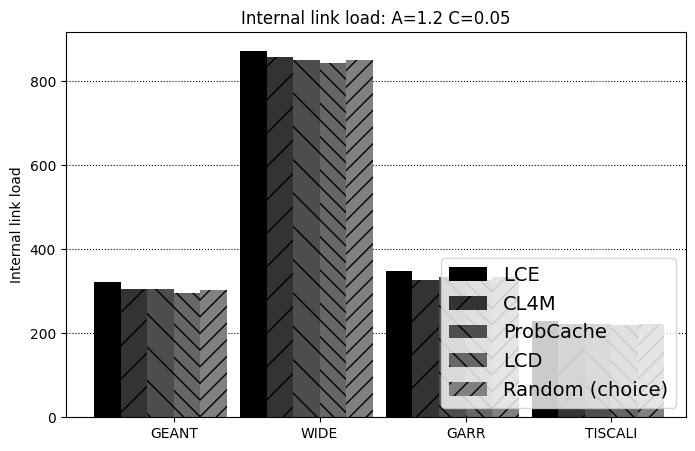 Internal link load: A=1.2 C=0.05
Internal link load
800
600
400
200
0
GEANT
WIDE
GARR
TISCALI
LCE
CL4M
ProbCache
LCD
Random (choice)